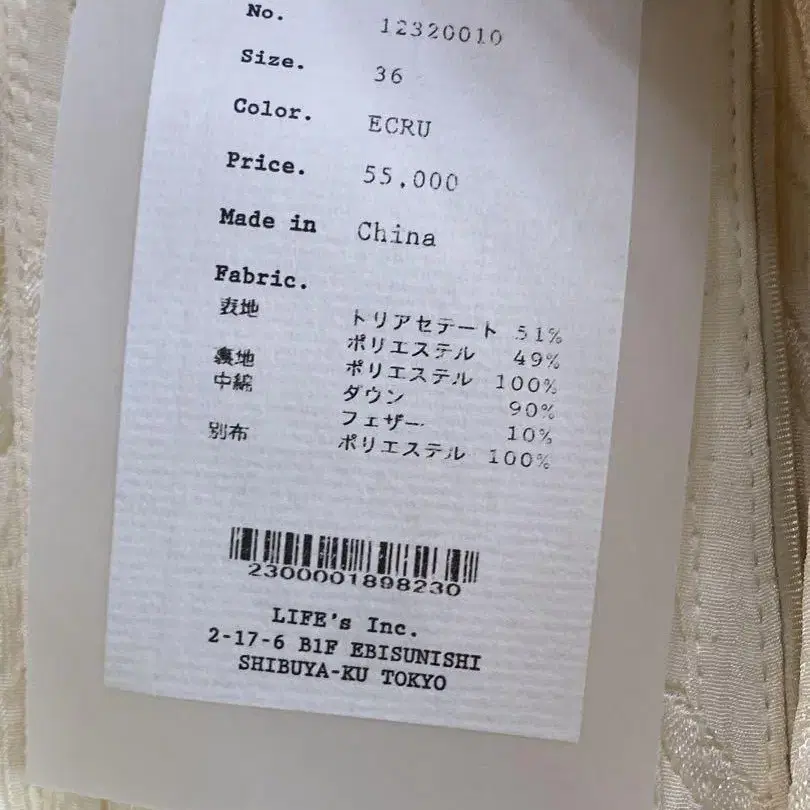 No. 12320010
Size. 36
Color. ECRU
Price. 55,000
Made in China
Fabric.
表地 トリアセテート 51%
ポリエステル 49%
裏地 ポリエステル 100%
中綿 ダウン 90%
フェザー 10%
別布 ポリエステル 100%
2300001898230
LIFE's Inc.
2-17-6 B1F EBISUNISHI
SHIBUYA-KU TOKYO